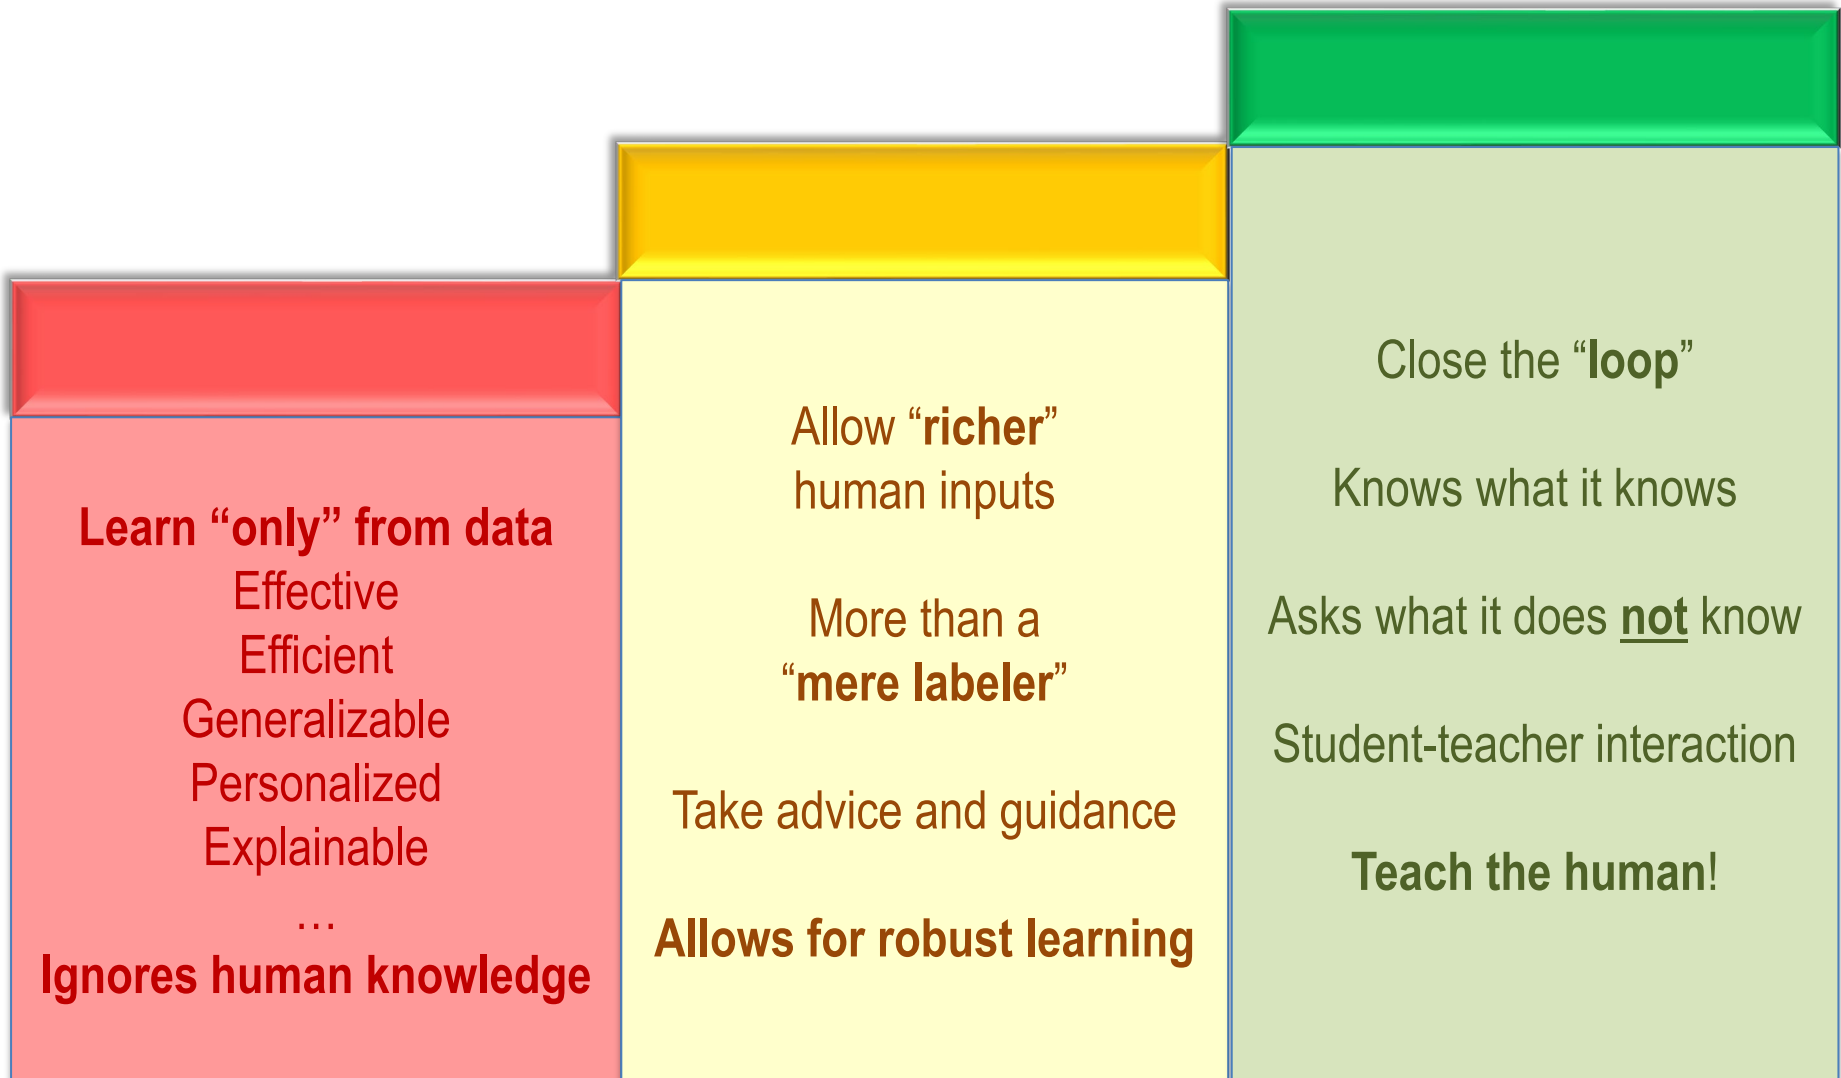 Learn “only” from data
Effective
Efficient
Generalizable
Personalized
Explainable
…
Ignores human knowledge
Allow “richer”
human inputs
More than a
“mere labeler”
Take advice and guidance
Allows for robust learning
Close the “loop”
Knows what it knows
Asks what it does not know
Student-teacher interaction
Teach the human!